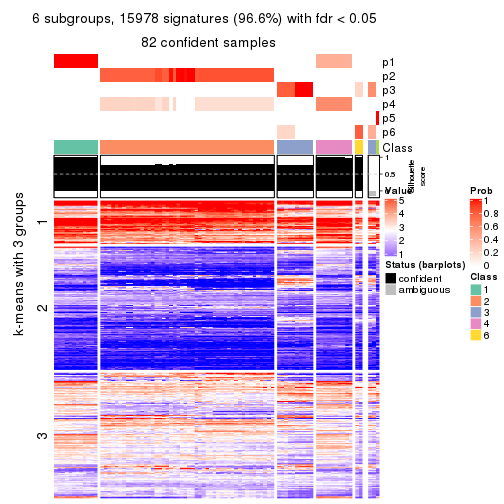 6 subgroups, 15978 signatures (96.6%) with fdr < 0.05
82 confident samples
p1
p2
p3
p4
p5
p6
Class
1
0.5
0
Silhouette
score
k-means with 3 groups
1
2
3
Value
5
4
3
2
1
Status (barplots)
confident
ambiguous
Prob
1
0.8
0.6
0.4
0.2
0
Class
1
2
3
4
6